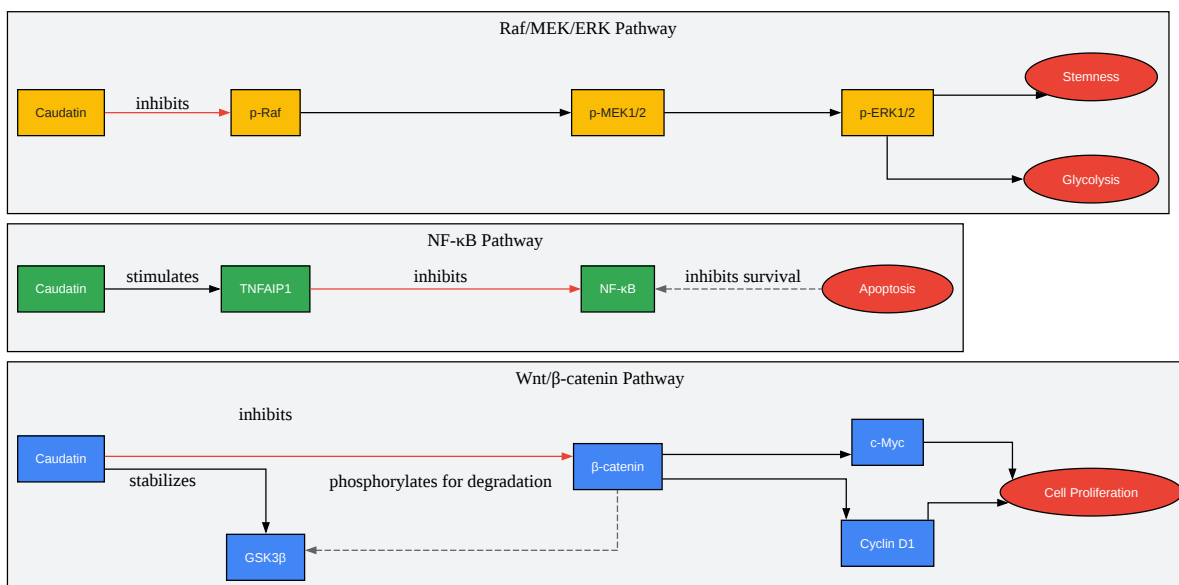 Raf/MEK/ERK Pathway
Stemness
Caudatin
inhibits
p-Raf
p-MEK1/2
p-ERK1/2
Glycolysis
NF-κB Pathway
Caudatin
stimulates
TNFAIP1
inhibits
NF-κB
inhibits survival
Apoptosis
Wnt/β-catenin Pathway
inhibits
c-Myc
Caudatin
β-catenin
stabilizes
phosphorylates for degradation
Cell Proliferation
GSK3β
Cyclin D1